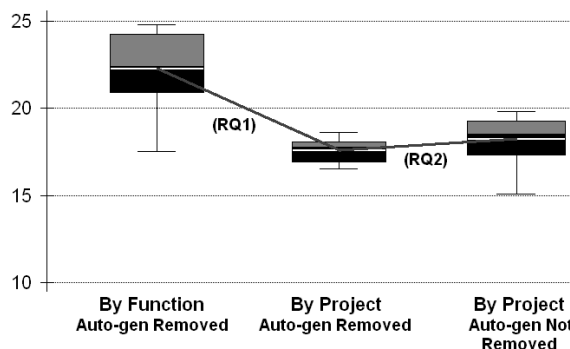 25
20
15
10
(RQ1)
(RQ2)
By Function
Auto-gen Removed
By Project
Auto-gen Removed
By Project
Auto-gen Not
Removed